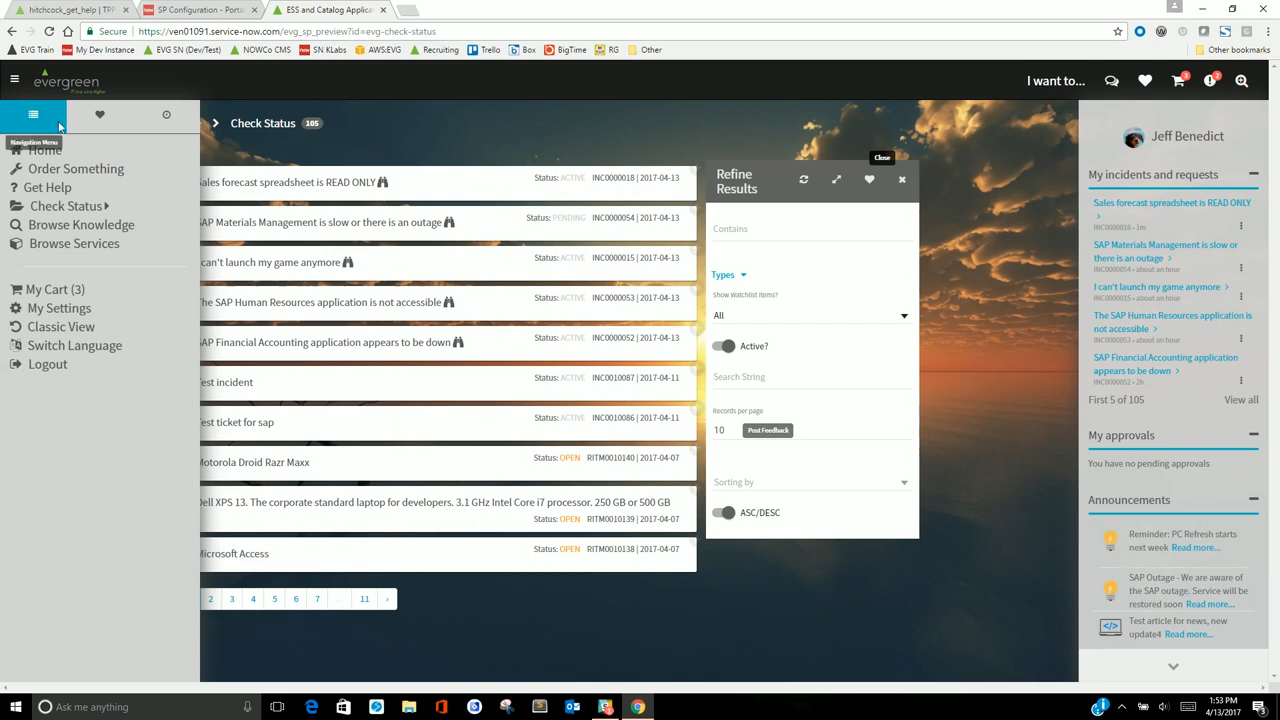 hitchcock_get_help | TPP
SP Configuration - Porta
ESS and Catalog Applica
Secure
https://ven01091.service-now.com/evg_sp_preview?id=evg-check-status
EVG Train
My Dev Instance
EVG SN (Dev/Test)
NOWCo CMS
SN KLabs
AWS:EVG
Recruiting
Trello
Box
BigTime
RG
Other
Other bookmarks
evergreen
I want to...
3
2
Navigation Menu
Home
Order Something
Get Help
Check Status
Browse Knowledge
Browse Services
My Cart (3)
My Settings
Classic View
Switch Language
Logout
Check Status 105
Sales forecast spreadsheet is READ ONLY
Status: ACTIVE INC0000018 | 2017-04-13
SAP Materials Management is slow or there is an outage
Status: PENDING INC0000054 | 2017-04-13
I can't launch my game anymore
Status: ACTIVE INC0000015 | 2017-04-13
The SAP Human Resources application is not accessible
Status: ACTIVE INC0000053 | 2017-04-13
SAP Financial Accounting application appears to be down
Status: ACTIVE INC0000052 | 2017-04-13
Test incident
Status: ACTIVE INC0010087 | 2017-04-11
Test ticket for sap
Status: ACTIVE INC0010086 | 2017-04-11
Motorola Droid Razr Maxx
Status: OPEN RITM0010140 | 2017-04-07
Dell XPS 13. The corporate standard laptop for developers. 3.1 GHz Intel Core i7 processor. 250 GB or 500 GB
Status: OPEN RITM0010139 | 2017-04-07
Microsoft Access
Status: OPEN RITM0010138 | 2017-04-07
2 3 4 5 6 7 ... 11 ›
Close
Refine
Results
Contains
Types
Show Watchlist Items?
All
Active?
Search String
Records per page
10
Post Feedback
Sorting by
ASC/DESC
Jeff Benedict
My incidents and requests
Sales forecast spreadsheet is READ ONLY
INC0000018 • 1m
SAP Materials Management is slow or
there is an outage
INC0000054 • about an hour
I can't launch my game anymore
INC0000015 • about an hour
The SAP Human Resources application is
not accessible
INC0000053 • about an hour
SAP Financial Accounting application
appears to be down
INC0000052 • 2h
First 5 of 105
View all
My approvals
You have no pending approvals
Announcements
Reminder: PC Refresh starts
next week Read more...
SAP Outage - We are aware of
the SAP outage. Service will be
restored soon Read more...
Test article for news, new
update4 Read more...
Ask me anything
1:53 PM
4/13/2017